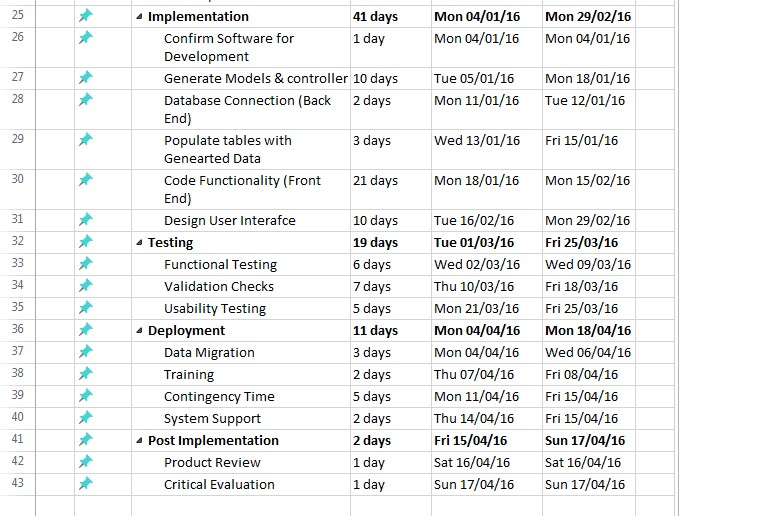 25 Implementation 41 days Mon 04/01/16 Mon 29/02/16
26 Confirm Software for 1 day Mon 04/01/16 Mon 04/01/16
Development
27 Generate Models & controller 10 days Tue 05/01/16 Mon 18/01/16
28 Database Connection (Back 2 days Mon 11/01/16 Tue 12/01/16
End)
29 Populate tables with 3 days Wed 13/01/16 Fri 15/01/16
Genearted Data
30 Code Functionality (Front 21 days Mon 18/01/16 Mon 15/02/16
End)
31 Design User Interafce 10 days Tue 16/02/16 Mon 29/02/16
32 Testing 19 days Tue 01/03/16 Fri 25/03/16
33 Functional Testing 6 days Wed 02/03/16 Wed 09/03/16
34 Validation Checks 7 days Thu 10/03/16 Fri 18/03/16
35 Usability Testing 5 days Mon 21/03/16 Fri 25/03/16
36 Deployment 11 days Mon 04/04/16 Mon 18/04/16
37 Data Migration 3 days Mon 04/04/16 Wed 06/04/16
38 Training 2 days Thu 07/04/16 Fri 08/04/16
39 Contingency Time 5 days Mon 11/04/16 Fri 15/04/16
40 System Support 2 days Thu 14/04/16 Fri 15/04/16
41 Post Implementation 2 days Fri 15/04/16 Sun 17/04/16
42 Product Review 1 day Sat 16/04/16 Sat 16/04/16
43 Critical Evaluation 1 day Sun 17/04/16 Sun 17/04/16